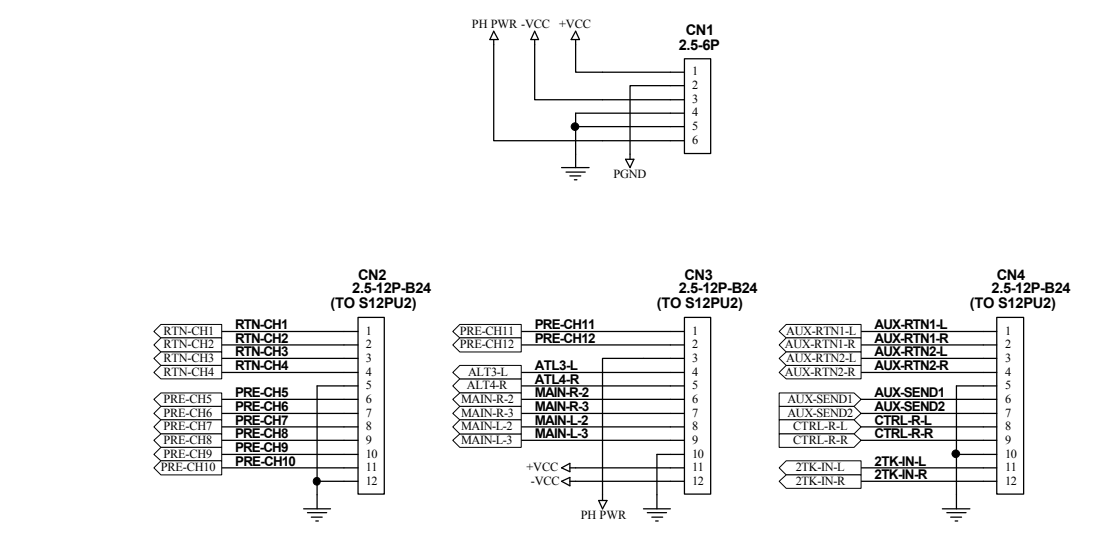 PH PWR -VCC +VCC
CN1
2.5-6P
1
2
3
4
5
6
PGND
CN2
2.5-12P-B24
(TO S12PU2)
RTN-CH1 RTN-CH1 1
RTN-CH2 RTN-CH2 2
RTN-CH3 RTN-CH3 3
RTN-CH4 RTN-CH4 4
5
PRE-CH5 PRE-CH5 6
PRE-CH6 PRE-CH6 7
PRE-CH7 PRE-CH7 8
PRE-CH8 PRE-CH8 9
PRE-CH9 PRE-CH9 10
PRE-CH10 PRE-CH10 11
12
CN3
2.5-12P-B24
(TO S12PU2)
PRE-CH11 PRE-CH11 1
PRE-CH12 PRE-CH12 2
3
ALT3-L ATL3-L 4
ALT4-R ATL4-R 5
MAIN-R-2 MAIN-R-2 6
MAIN-R-3 MAIN-R-3 7
MAIN-L-2 MAIN-L-2 8
MAIN-L-3 MAIN-L-3 9
10
+VCC 11
-VCC 12
PH PWR
CN4
2.5-12P-B24
(TO S12PU2)
AUX-RTN1-L AUX-RTN1-L 1
AUX-RTN1-R AUX-RTN1-R 2
AUX-RTN2-L AUX-RTN2-L 3
AUX-RTN2-R AUX-RTN2-R 4
5
AUX-SEND1 AUX-SEND1 6
AUX-SEND2 AUX-SEND2 7
CTRL-R-L CTRL-R-L 8
CTRL-R-R CTRL-R-R 9
10
2TK-IN-L 2TK-IN-L 11
2TK-IN-R 2TK-IN-R 12